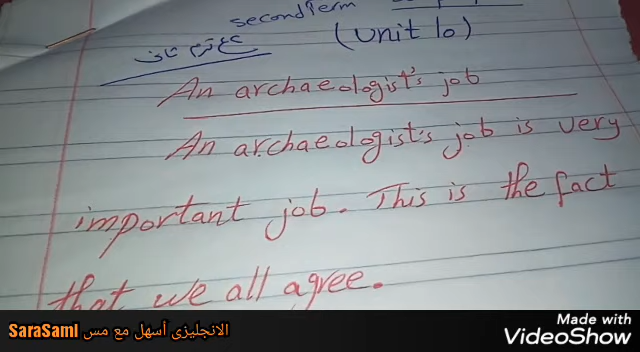 second Term
(Unit 10)
ع ترم تانى
An archaeologist's job
An archaeologist's job is very
important job. This is the fact
that we all agree.
الانجليزى أسهل مع مس SaraSamI
Made with
VideoShow